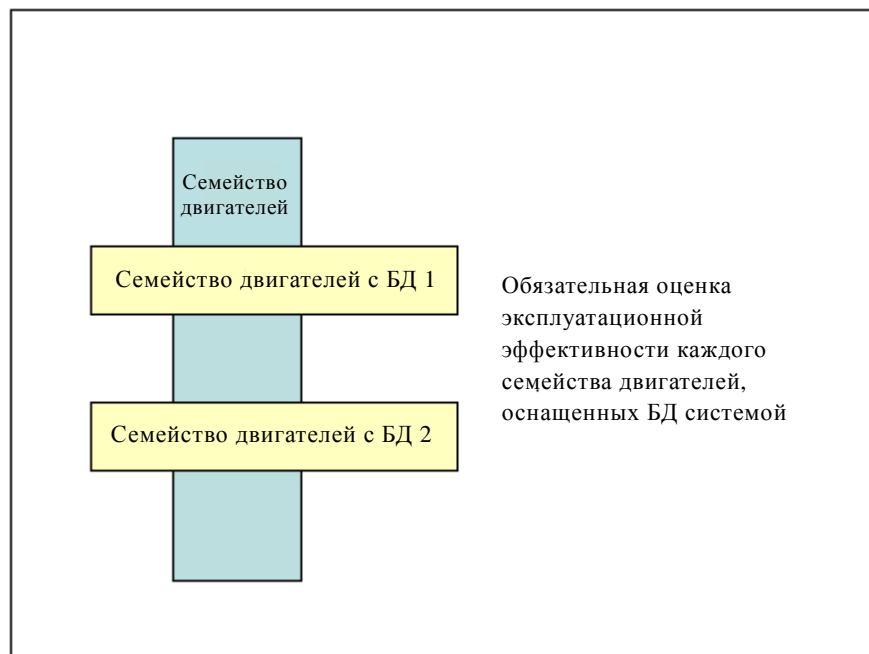 Семейство
двигателей
Семейство двигателей с БД 1
Семейство двигателей с БД 2
Обязательная оценка
эксплуатационной
эффективности каждого
семейства двигателей,
оснащенных БД системой